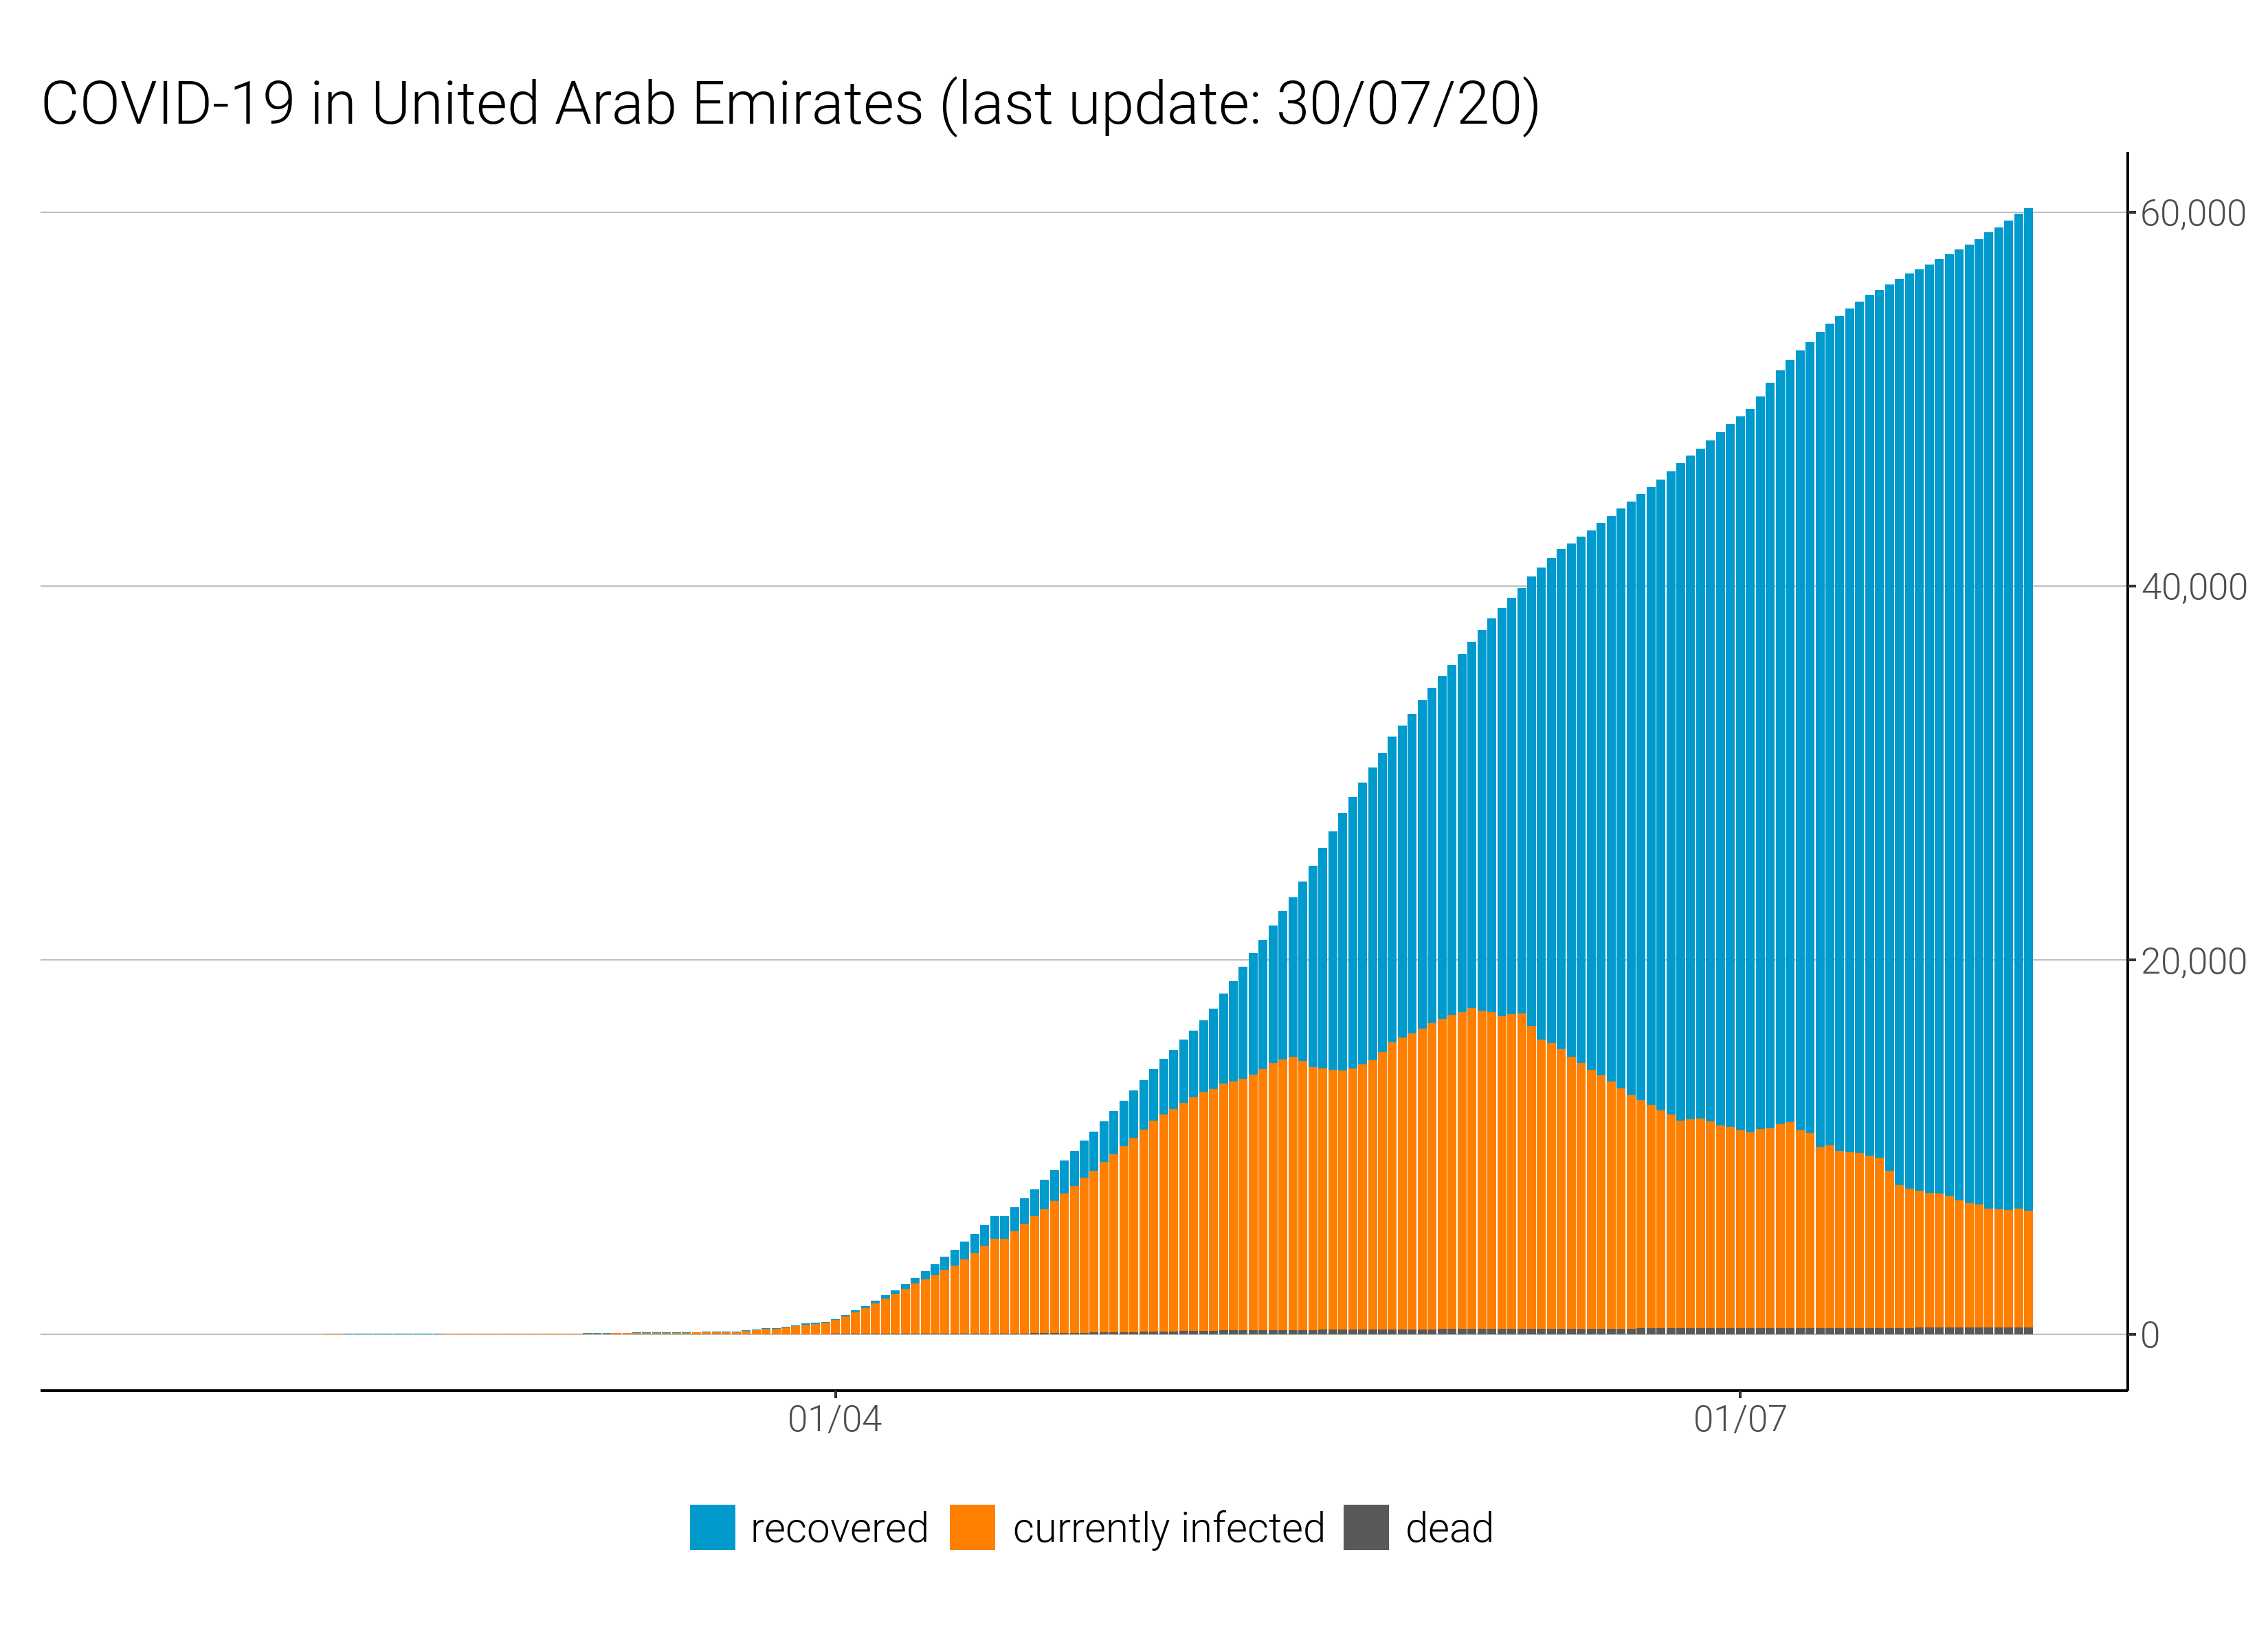 COVID-19 in United Arab Emirates (last update: 30/07/20)
60,000
40,000
20,000
0
01/04 01/07
recovered currently infected dead